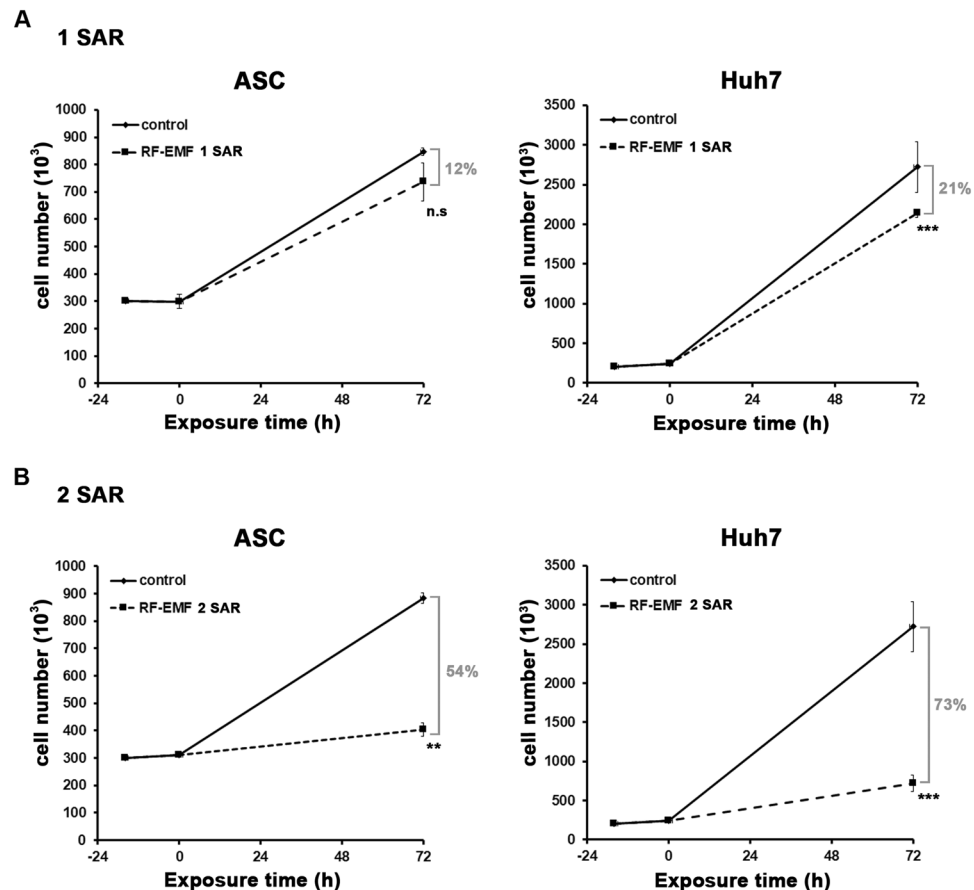 A
1 SAR
ASC
control
RF-EMF 1 SAR
12%
n.s
cell number (10³)
1000
900
800
700
600
500
400
300
200
100
0
-24 0 24 48 72
Exposure time (h)
Huh7
control
RF-EMF 1 SAR
21%
***
cell number (10³)
3500
3000
2500
2000
1500
1000
500
0
-24 0 24 48 72
Exposure time (h)
B
2 SAR
ASC
control
RF-EMF 2 SAR
54%
**
cell number (10³)
1000
900
800
700
600
500
400
300
200
100
0
-24 0 24 48 72
Exposure time (h)
Huh7
control
RF-EMF 2 SAR
73%
***
cell number (10³)
3500
3000
2500
2000
1500
1000
500
0
-24 0 24 48 72
Exposure time (h)